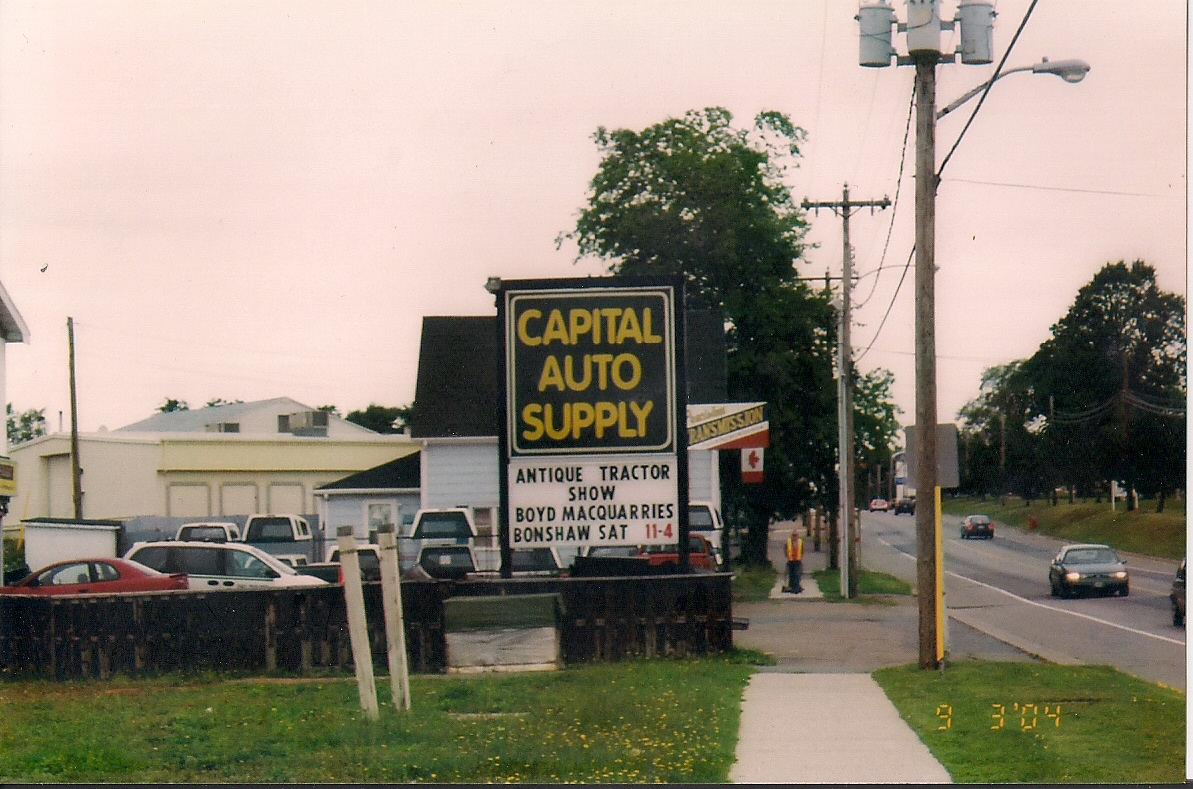 CAPITAL
AUTO
SUPPLY
ANTIQUE TRACTOR
SHOW
BOYD MACQUARRIES
BONSHAW SAT 11-4
TRANSMISSION
9 3'04